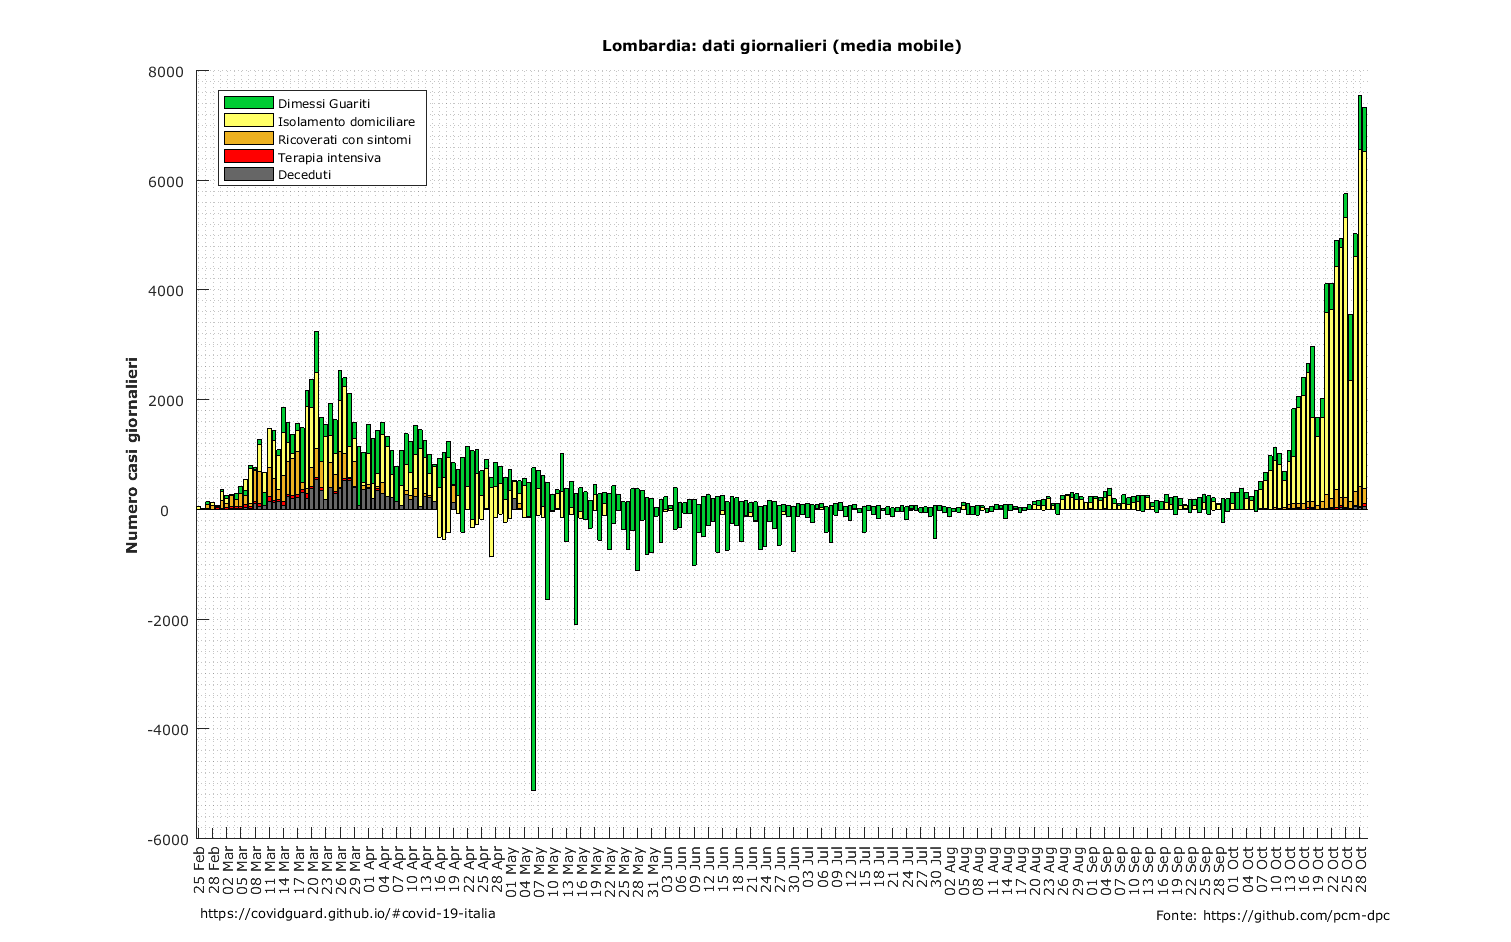 Lombardia: dati giornalieri (media mobile)
8000
6000
4000
2000
0
-2000
-4000
-6000
Numero casi giornalieri
Dimessi Guariti
Isolamento domiciliare
Ricoverati con sintomi
Terapia intensiva
Deceduti
25 Feb
28 Feb
02 Mar
05 Mar
08 Mar
11 Mar
14 Mar
17 Mar
20 Mar
23 Mar
26 Mar
29 Mar
01 Apr
04 Apr
07 Apr
10 Apr
13 Apr
16 Apr
19 Apr
22 Apr
25 Apr
28 Apr
01 May
04 May
07 May
10 May
13 May
16 May
19 May
22 May
25 May
28 May
31 May
03 Jun
06 Jun
09 Jun
12 Jun
15 Jun
18 Jun
21 Jun
24 Jun
27 Jun
30 Jun
03 Jul
06 Jul
09 Jul
12 Jul
15 Jul
18 Jul
21 Jul
24 Jul
27 Jul
30 Jul
02 Aug
05 Aug
08 Aug
11 Aug
14 Aug
17 Aug
20 Aug
23 Aug
26 Aug
29 Aug
01 Sep
04 Sep
07 Sep
10 Sep
13 Sep
16 Sep
19 Sep
22 Sep
25 Sep
28 Sep
01 Oct
04 Oct
07 Oct
10 Oct
13 Oct
16 Oct
19 Oct
22 Oct
25 Oct
28 Oct
https://covidguard.github.io/#covid-19-italia
Fonte: https://github.com/pcm-dpc